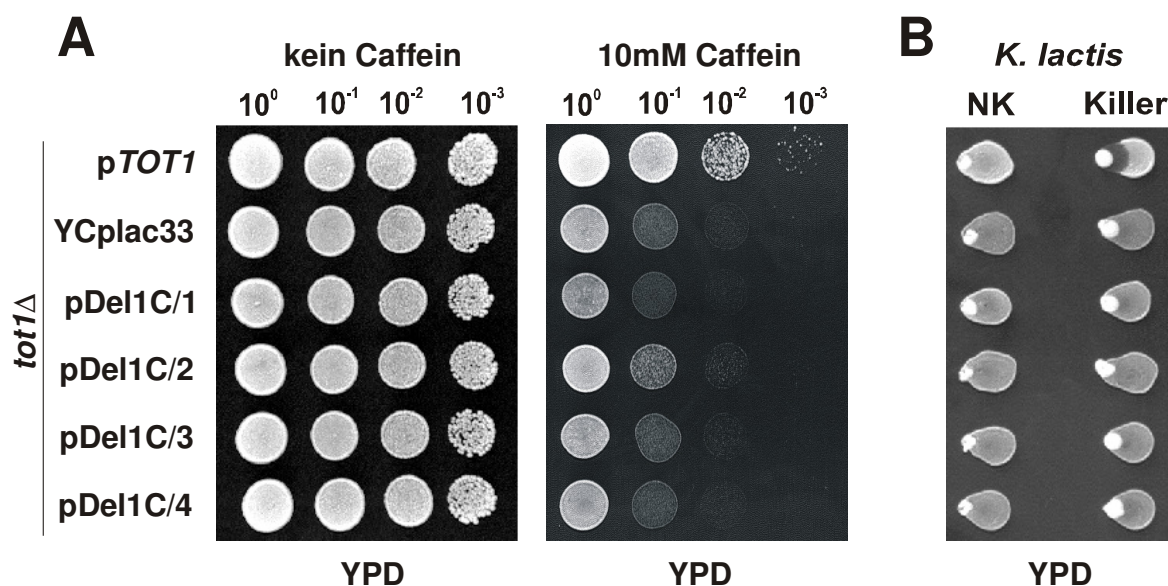 A
B
kein Caffein
10mM Caffein
K. lactis
10⁰ 10⁻¹ 10⁻² 10⁻³
10⁰ 10⁻¹ 10⁻² 10⁻³
NK Killer
tot1Δ
pTOT1
YCplac33
pDel1C/1
pDel1C/2
pDel1C/3
pDel1C/4
YPD
YPD
YPD